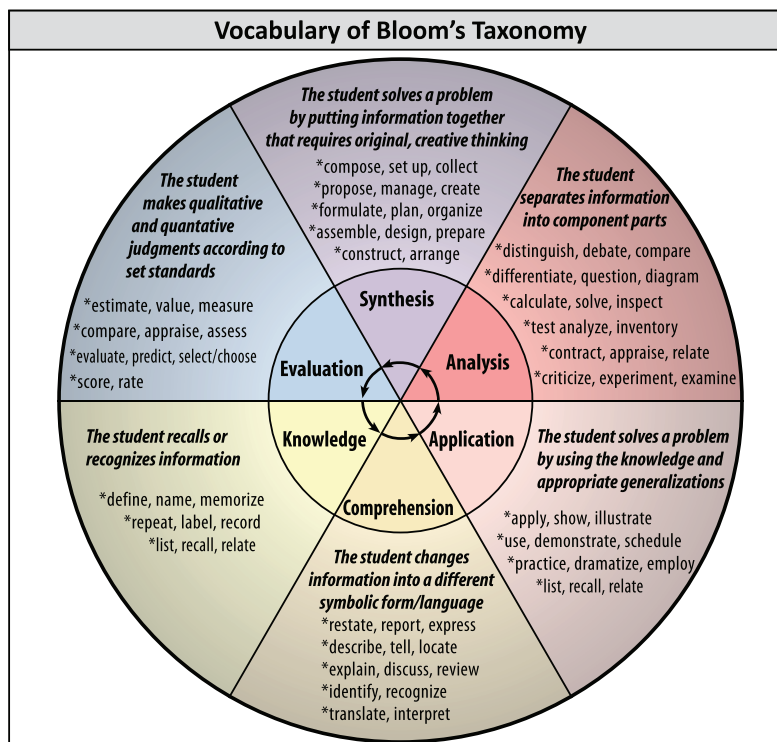 Vocabulary of Bloom's Taxonomy
The student solves a problem
by putting information together
that requires original, creative thinking
*compose, set up, collect
*propose, manage, create
*formulate, plan, organize
*assemble, design, prepare
*construct, arrange
Synthesis
The student
separates information
into component parts
*distinguish, debate, compare
*differentiate, question, diagram
*calculate, solve, inspect
*test analyze, inventory
*contract, appraise, relate
*criticize, experiment, examine
Analysis
The student solves a problem
by using the knowledge and
appropriate generalizations
*apply, show, illustrate
*use, demonstrate, schedule
*practice, dramatize, employ
*list, recall, relate
Application
Comprehension
The student changes
information into a different
symbolic form/language
*restate, report, express
*describe, tell, locate
*explain, discuss, review
*identify, recognize
*translate, interpret
Knowledge
The student recalls or
recognizes information
*define, name, memorize
*repeat, label, record
*list, recall, relate
The student
makes qualitative
and quantative
judgments according to
set standards
*estimate, value, measure
*compare, appraise, assess
*evaluate, predict, select/choose
*score, rate
Evaluation